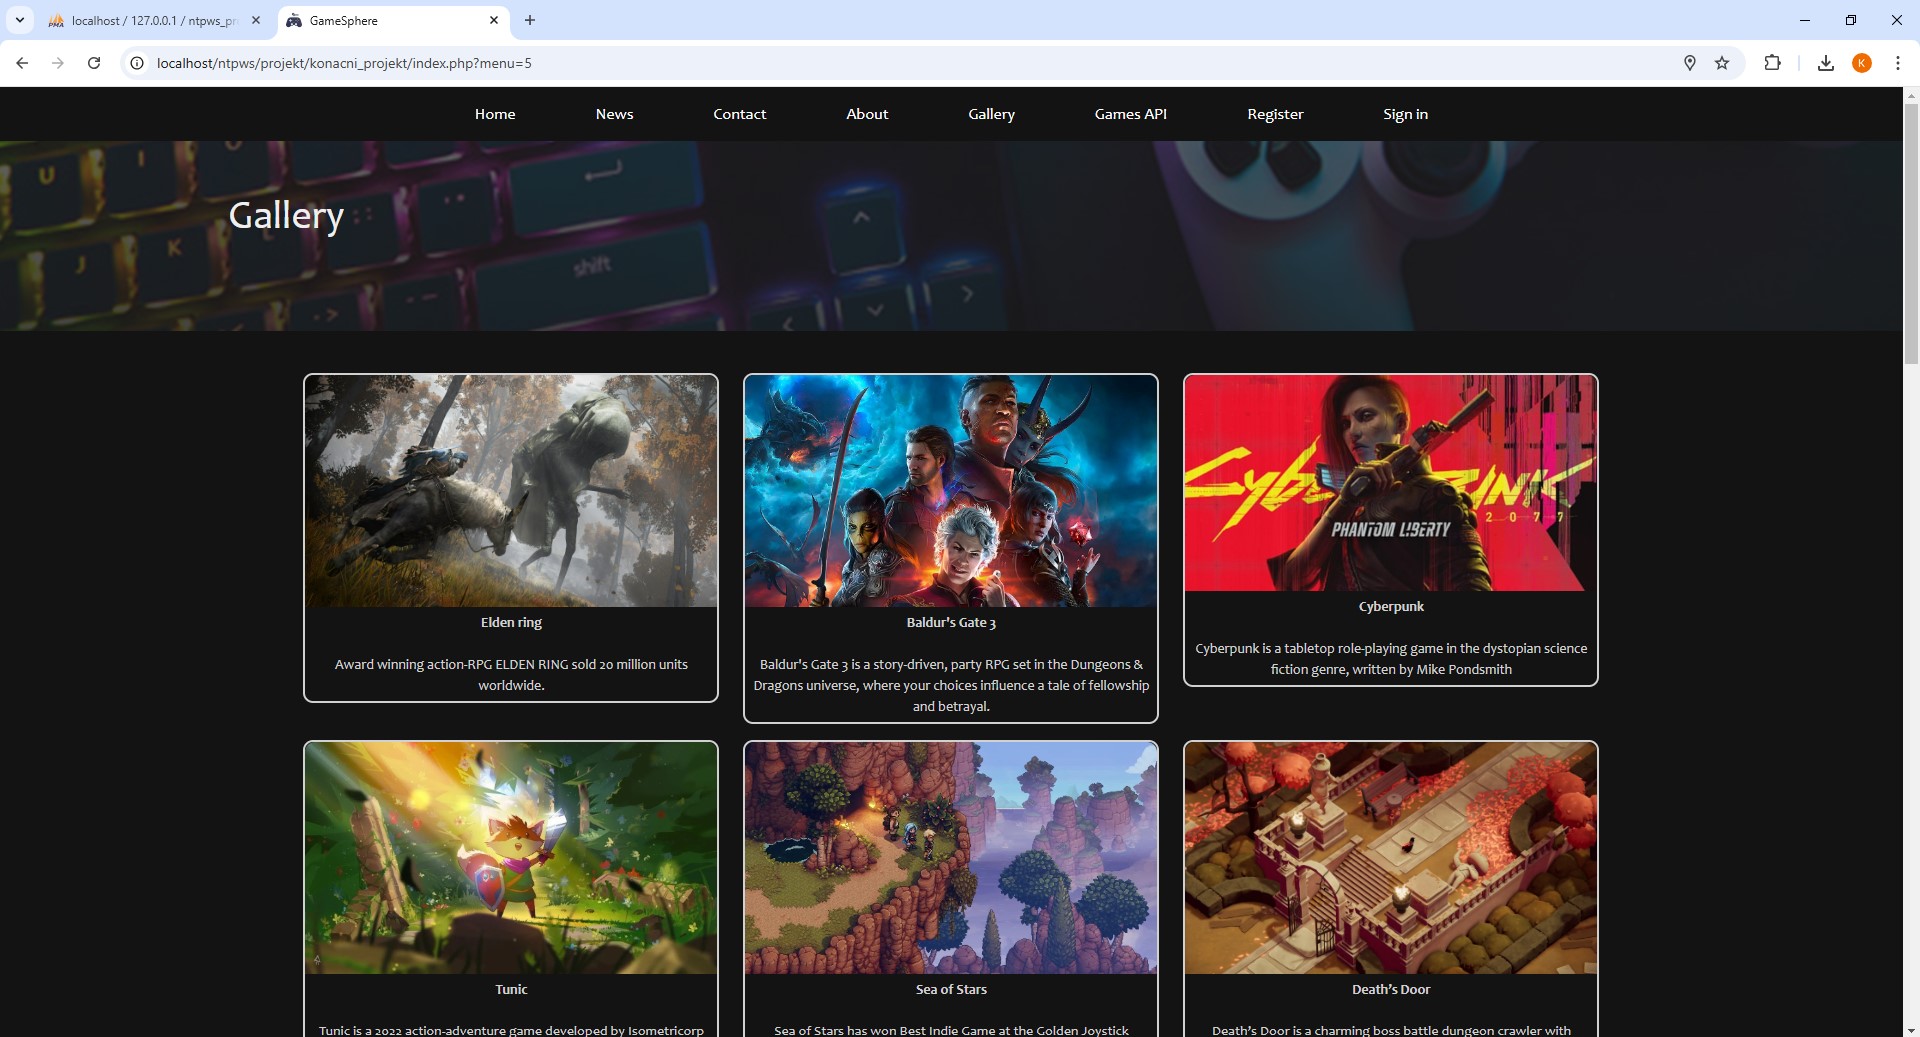 localhost / 127.0.0.1 / ntpws_pr
GameSphere
localhost/ntpws/projekt/konacni_projekt/index.php?menu=5
K
Home News Contact About Gallery Games API Register Sign in
U I O
J K
shift
Gallery
PHANTOM LIBERTY
2077
Elden ring
Award winning action-RPG ELDEN RING sold 20 million units
worldwide.
Baldur's Gate 3
Baldur's Gate 3 is a story-driven, party RPG set in the Dungeons &
Dragons universe, where your choices influence a tale of fellowship
and betrayal.
Cyberpunk
Cyberpunk is a tabletop role-playing game in the dystopian science
fiction genre, written by Mike Pondsmith
Tunic
Tunic is a 2022 action-adventure game developed by Isometricorp
Sea of Stars
Sea of Stars has won Best Indie Game at the Golden Joystick
Death’s Door
Death’s Door is a charming boss battle dungeon crawler with